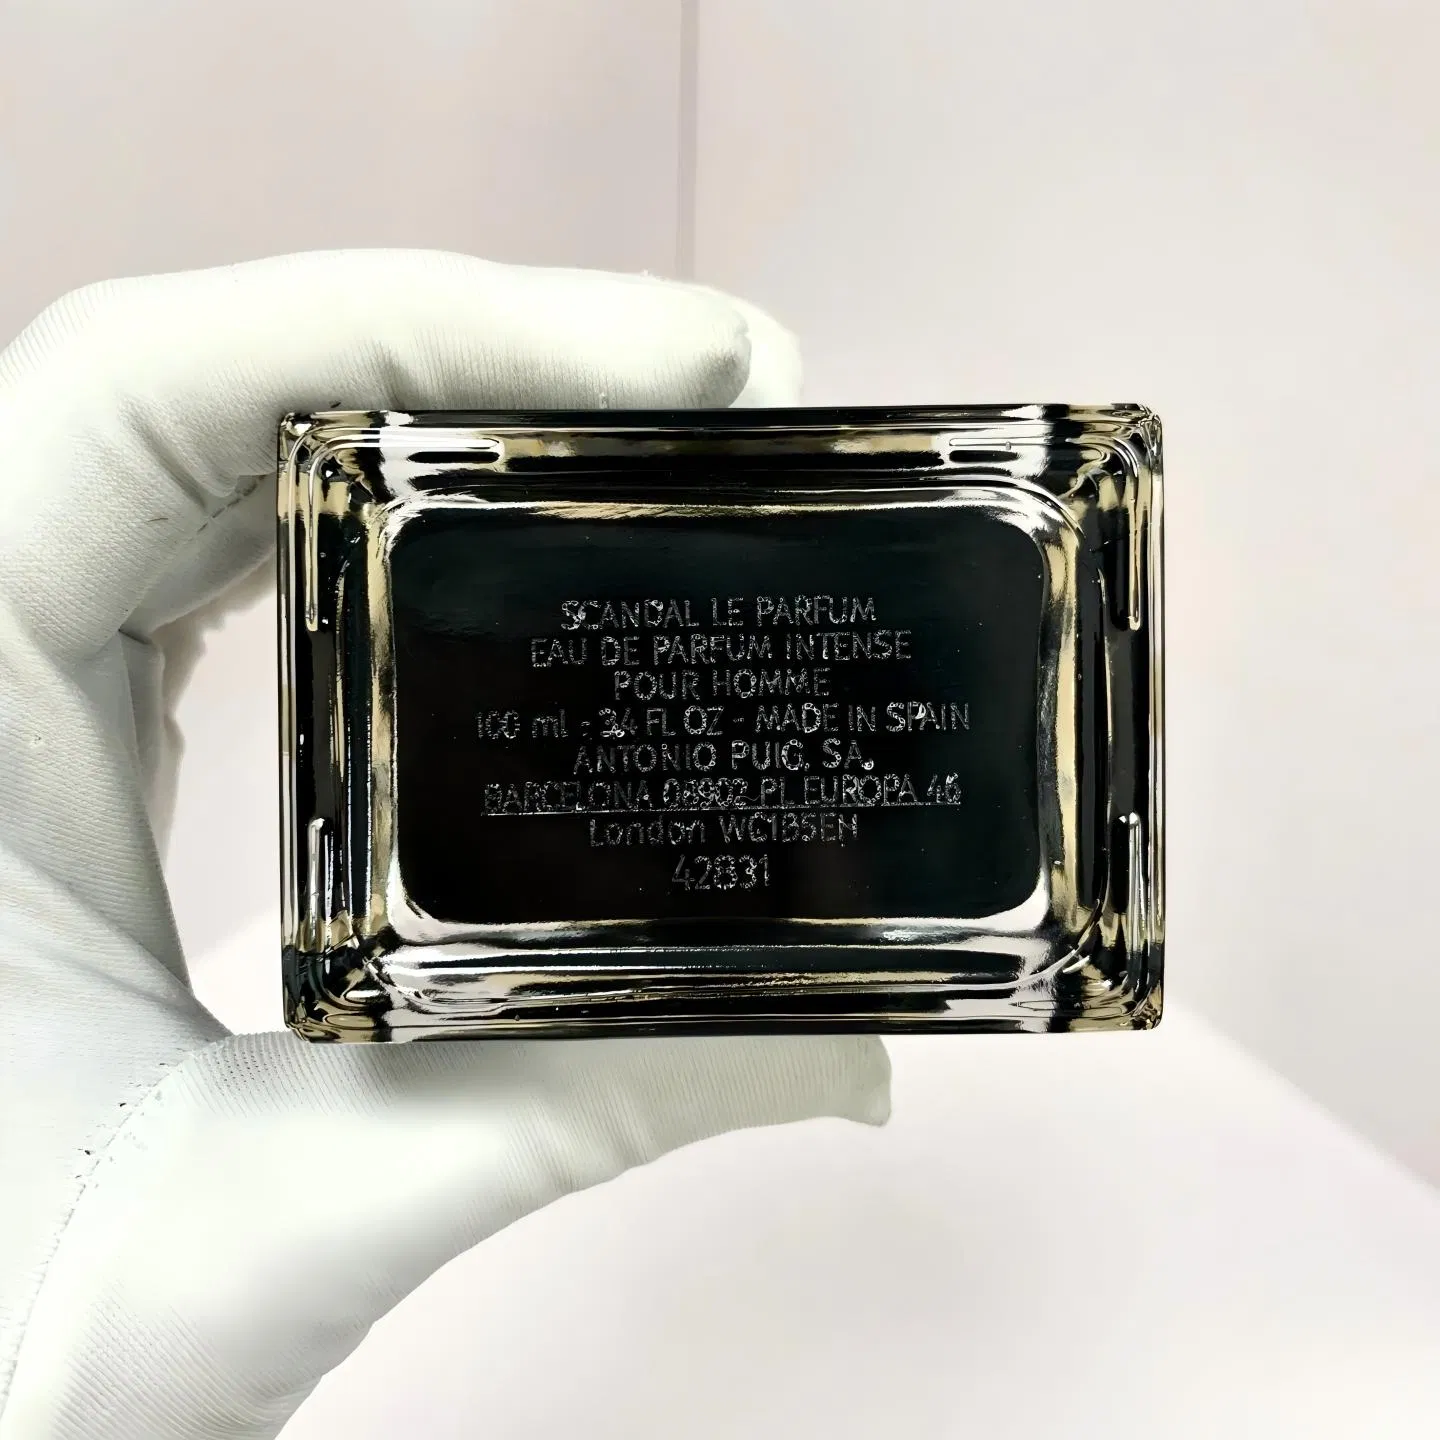 SCANDAL LE PARFUM
EAU DE PARFUM INTENSE
POUR HOMME
100 ml - 3.4 FL OZ - MADE IN SPAIN
ANTONIO PUIG, SA.
BARCELONA 08902 PL EUROPA 46
London WC1B5EH
42831